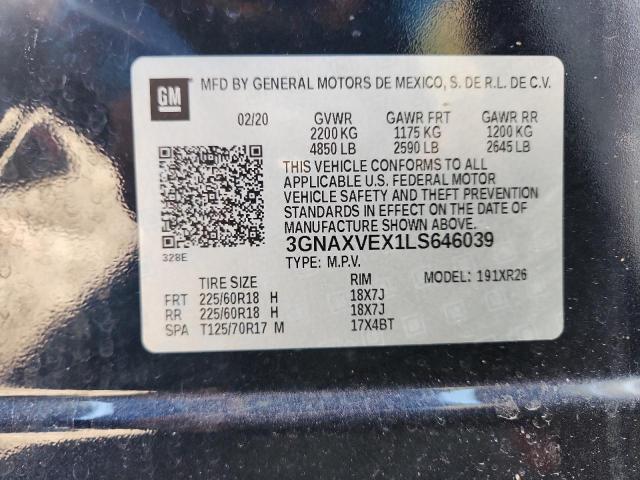 GM
MFD BY GENERAL MOTORS DE MEXICO, S. DE R.L. DE C.V.
02/20 GVWR GAWR FRT GAWR RR
2200 KG 1175 KG 1200 KG
4850 LB 2590 LB 2645 LB
THIS VEHICLE CONFORMS TO ALL
APPLICABLE U.S. FEDERAL MOTOR
VEHICLE SAFETY AND THEFT PREVENTION
STANDARDS IN EFFECT ON THE DATE OF
MANUFACTURE SHOWN ABOVE.
3GNAXVEX1LS646039
328E
TYPE: M.P.V.
MODEL: 191XR26
TIRE SIZE RIM
FRT 225/60R18 H 18X7J
RR 225/60R18 H 18X7J
SPA T125/70R17 M 17X4BT